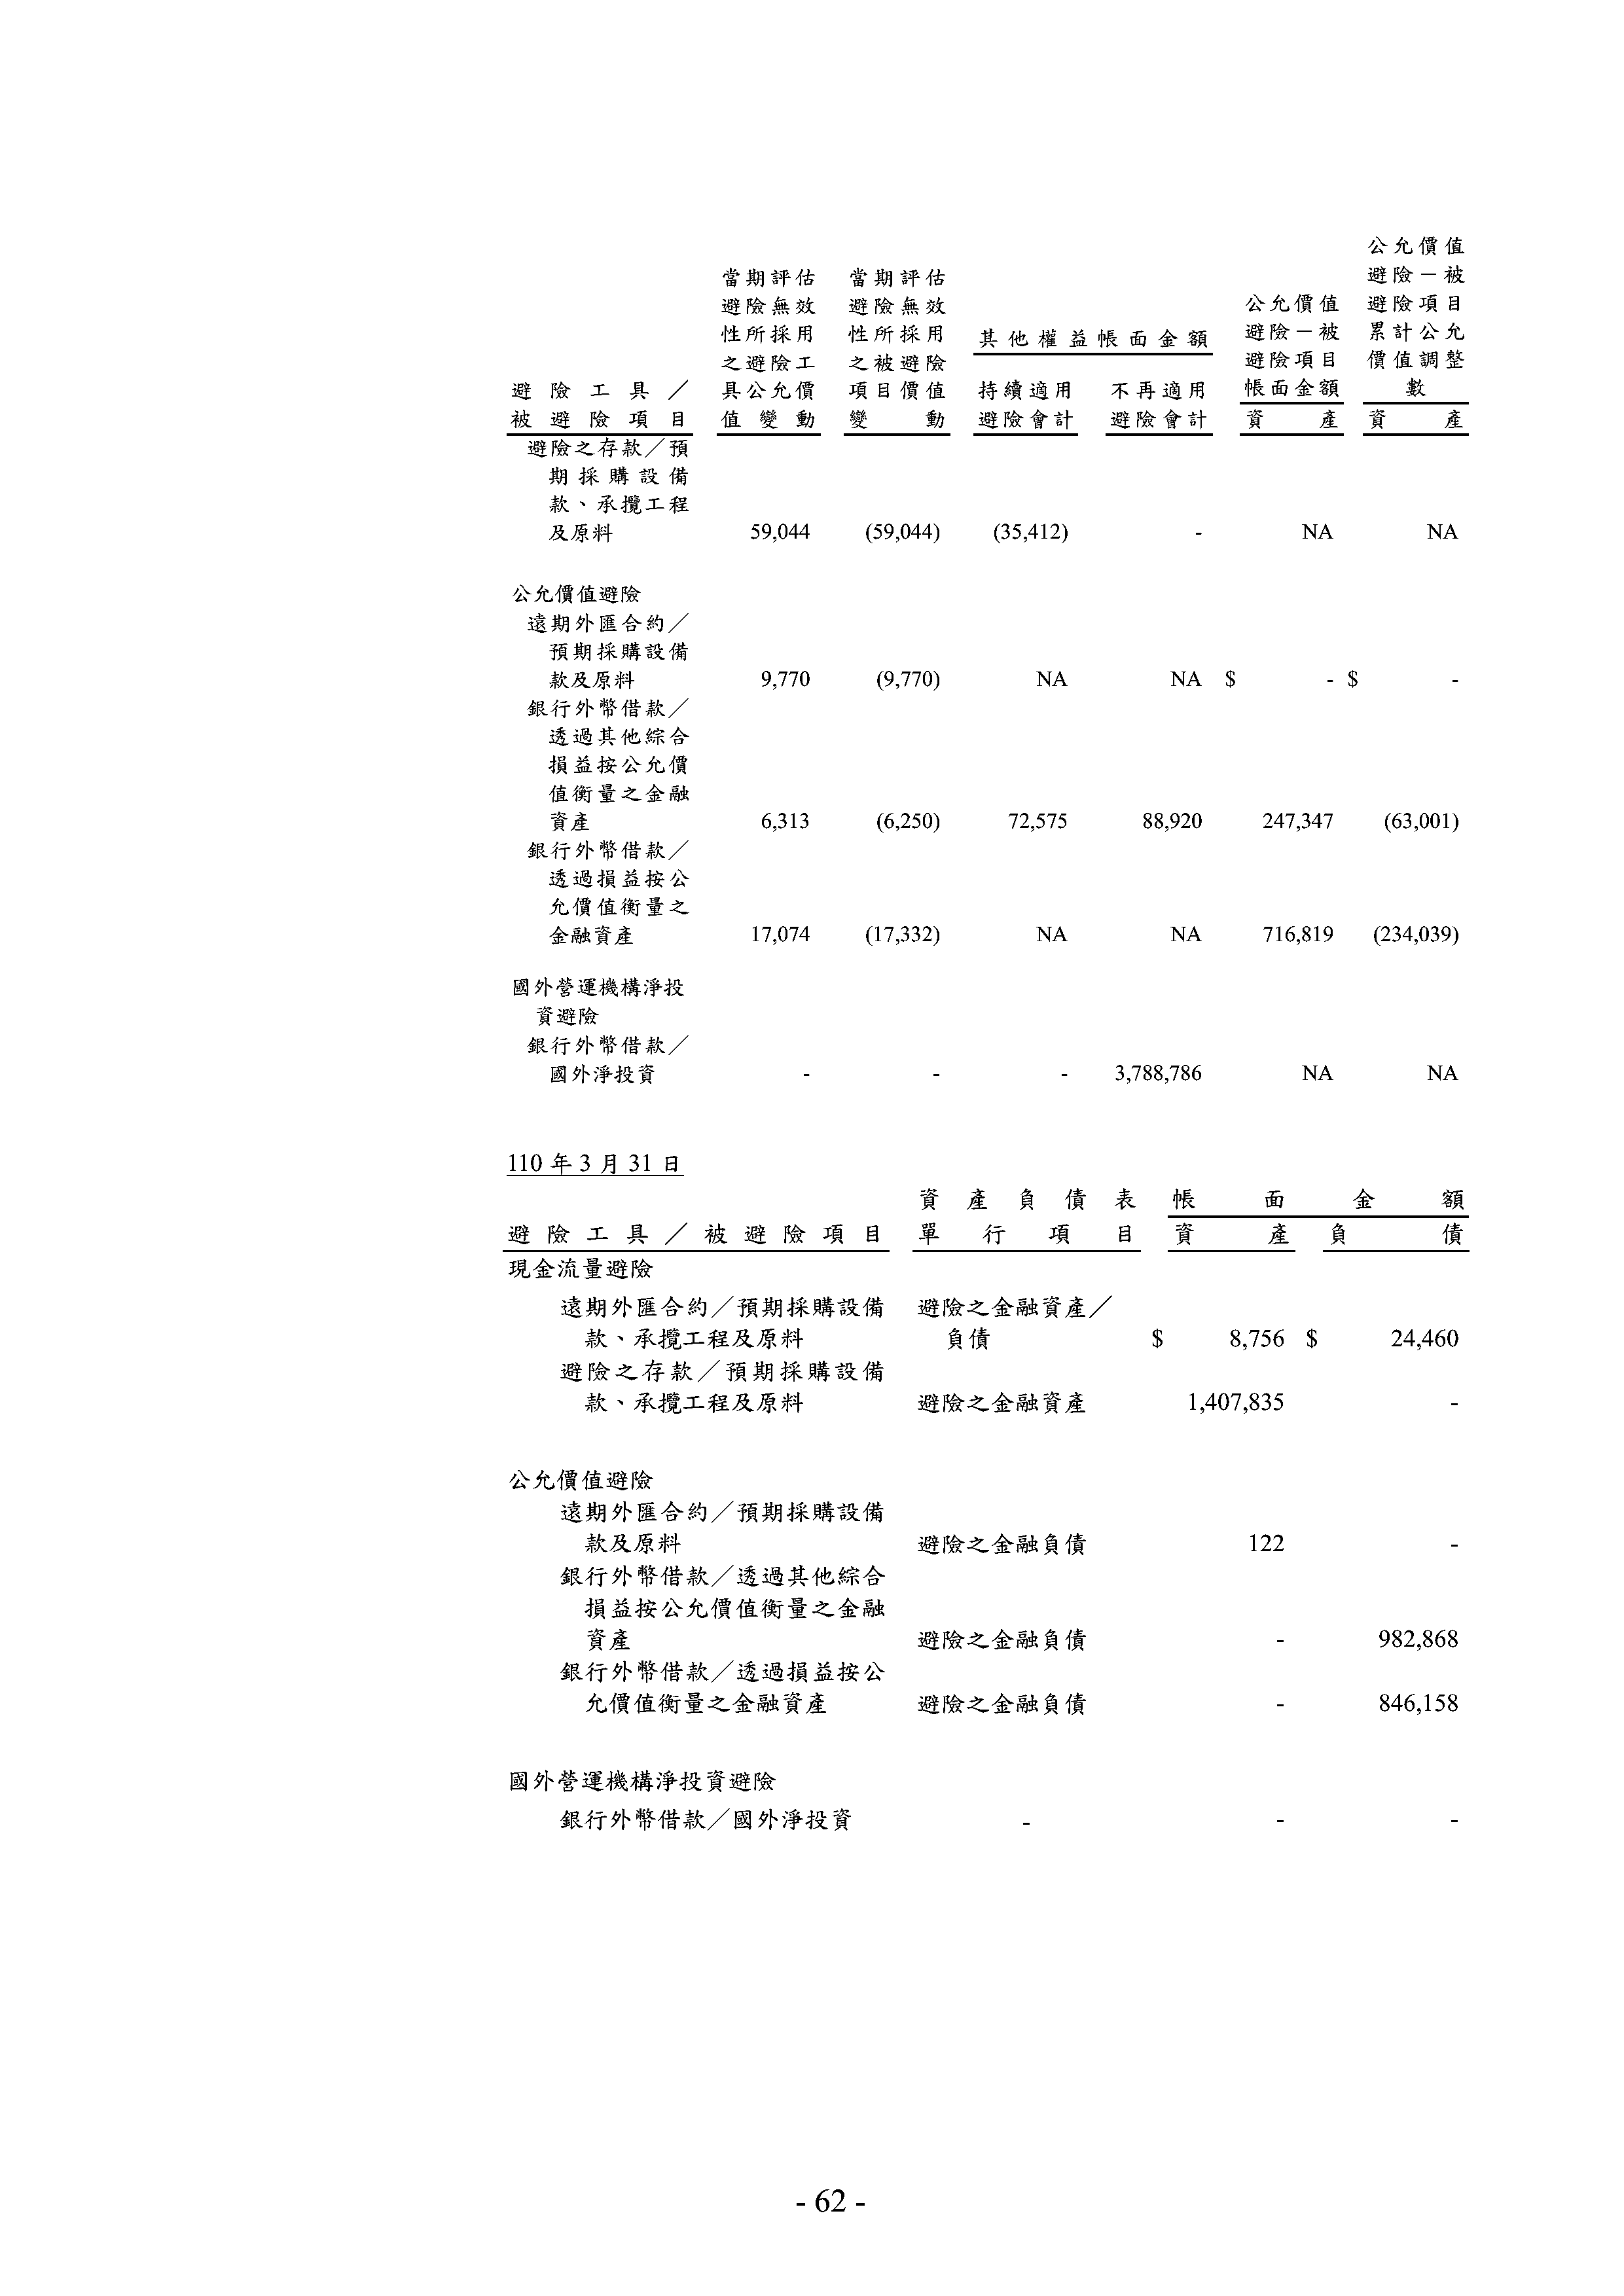 公允價值
當期評估 當期評估 避險－被
避險無效 避險無效 公允價值 避險項目
性所採用 性所採用 其他權益帳面金額 避險－被 累計公允
之避險工 之被避險 避險項目 價值調整
避險工具／ 具公允價 項目價值 持續適用 不再適用 帳面金額 數
被避險項目 值變動 變動 避險會計 避險會計 資產 資產
避險之存款／預
期採購設備
款、承攬工程
及原料 59,044 (59,044) (35,412) - NA NA
公允價值避險
遠期外匯合約／
預期採購設備
款及原料 9,770 (9,770) NA NA $ - $ -
銀行外幣借款／
透過其他綜合
損益按公允價
值衡量之金融
資產 6,313 (6,250) 72,575 88,920 247,347 (63,001)
銀行外幣借款／
透過損益按公
允價值衡量之
金融資產 17,074 (17,332) NA NA 716,819 (234,039)
國外營運機構淨投
資避險
銀行外幣借款／
國外淨投資 - - - 3,788,786 NA NA
110 年 3 月 31 日
資產負債表 帳面金額
避險工具／被避險項目 單行項目 資產 負債
現金流量避險
遠期外匯合約／預期採購設備 避險之金融資產／
款、承攬工程及原料 負債 $ 8,756 $ 24,460
避險之存款／預期採購設備
款、承攬工程及原料 避險之金融資產 1,407,835 -
公允價值避險
遠期外匯合約／預期採購設備
款及原料 避險之金融負債 122 -
銀行外幣借款／透過其他綜合
損益按公允價值衡量之金融
資產 避險之金融負債 - 982,868
銀行外幣借款／透過損益按公
允價值衡量之金融資產 避險之金融負債 - 846,158
國外營運機構淨投資避險
銀行外幣借款／國外淨投資 - - -
- 62 -